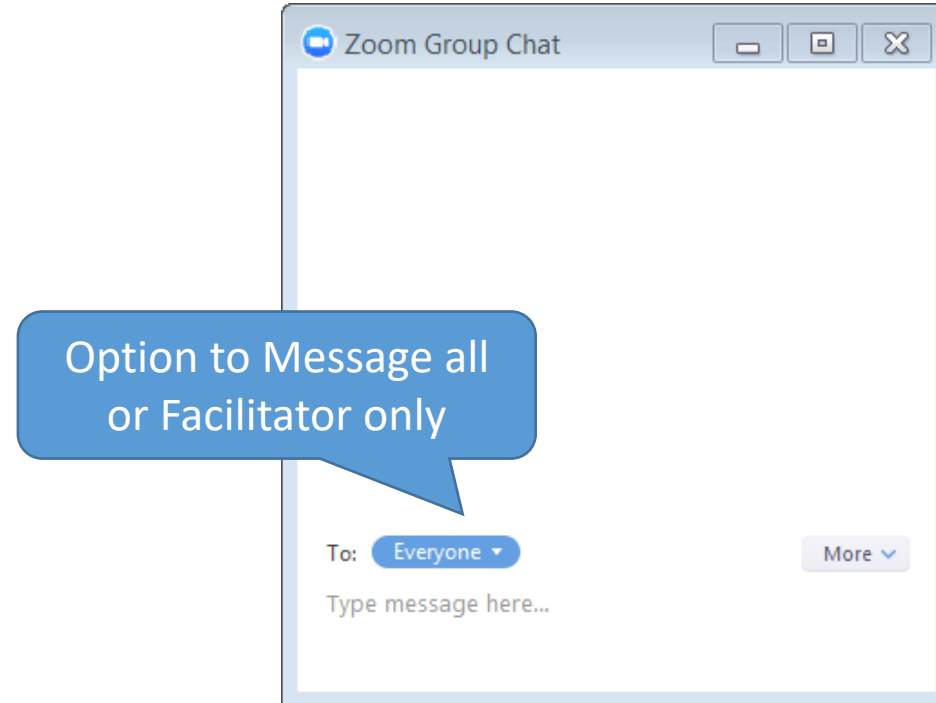 Zoom Group Chat
Option to Message all
or Facilitator only
To: Everyone
More
Type message here...